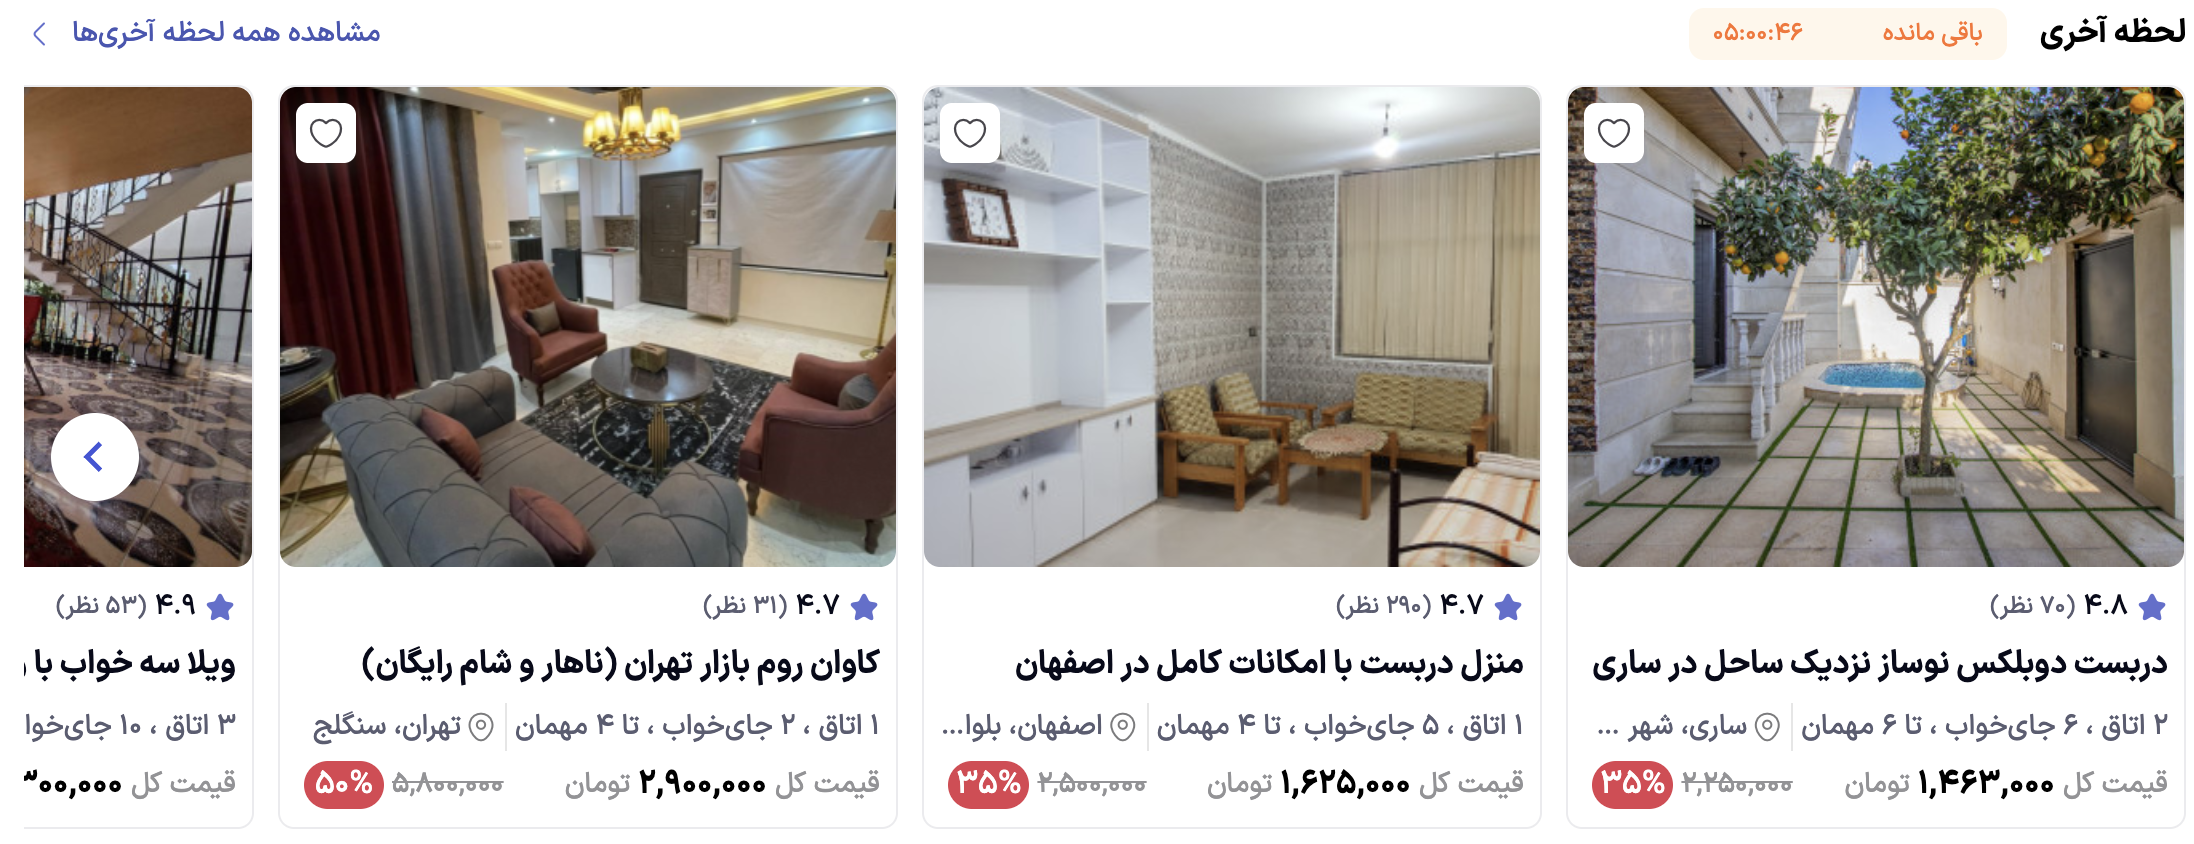 لحظه آخری
باقی مانده ۰۵:۰۰:۴۶
مشاهده همه لحظه آخری‌ها
۴.۸ (۷۰ نظر)
دربست دوبلکس نوساز نزدیک ساحل در ساری
۲ اتاق ، ۶ جای‌خواب ، تا ۶ مهمان
ساری، شهر ...
قیمت کل ۱,۴۶۳,۰۰۰ تومان
۲,۲۵۰,۰۰۰ ۳۵%
۴.۷ (۲۹۰ نظر)
منزل دربست با امکانات کامل در اصفهان
۱ اتاق ، ۵ جای‌خواب ، تا ۴ مهمان
اصفهان، بلوا...
قیمت کل ۱,۶۲۵,۰۰۰ تومان
۲,۵۰۰,۰۰۰ ۳۵%
۴.۷ (۳۱ نظر)
کاوان روم بازار تهران (ناهار و شام رایگان)
۱ اتاق ، ۲ جای‌خواب ، تا ۴ مهمان
تهران، سنگلج
قیمت کل ۲,۹۰۰,۰۰۰ تومان
۵,۸۰۰,۰۰۰ ۵۰%
۴.۹ (۵۳ نظر)
ویلا سه خواب با
۳ اتاق ، ۱۰ جای‌خوا
قیمت کل ۳۰۰,۰۰۰